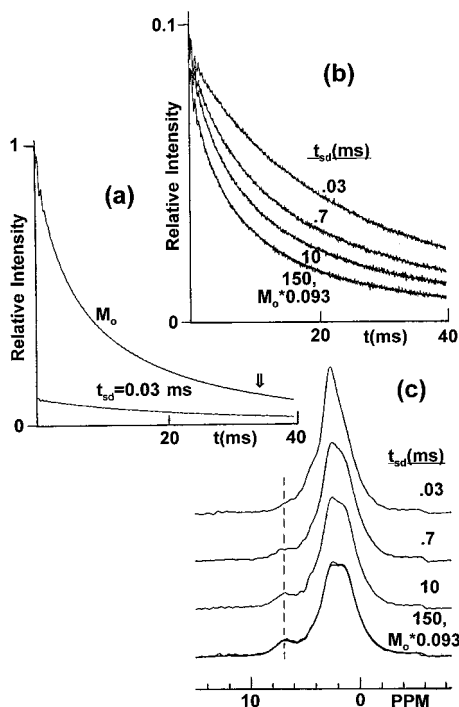 0.1
(b)
Relative Intensity
t_sd(ms)
.03
.7
10
150,
M_o*0.093
0
20
40
t(ms)
1
(a)
Relative Intensity
M_o
t_sd=0.03 ms
⇓
0
20
40
t(ms)
(c)
t_sd(ms)
.03
.7
10
150,
M_o*0.093
10
0
PPM